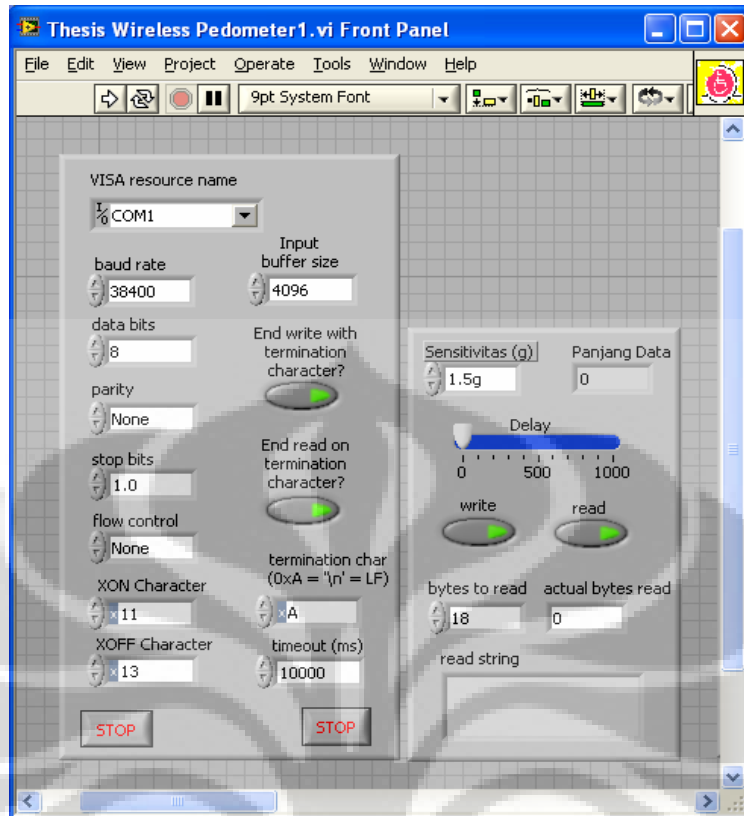 Thesis Wireless Pedometer1.vi Front Panel
File Edit View Project Operate Tools Window Help
9pt System Font
VISA resource name
COM1
baud rate
38400
Input
buffer size
4096
data bits
8
End write with
termination
character?
parity
None
stop bits
1.0
End read on
termination
character?
flow control
None
XON Character
x11
termination char
(0xA = '\n' = LF)
xA
XOFF Character
x13
timeout (ms)
10000
STOP
STOP
Sensitivitas (g)
1.5g
Panjang Data
0
Delay
0 500 1000
write
read
bytes to read
18
actual bytes read
0
read string